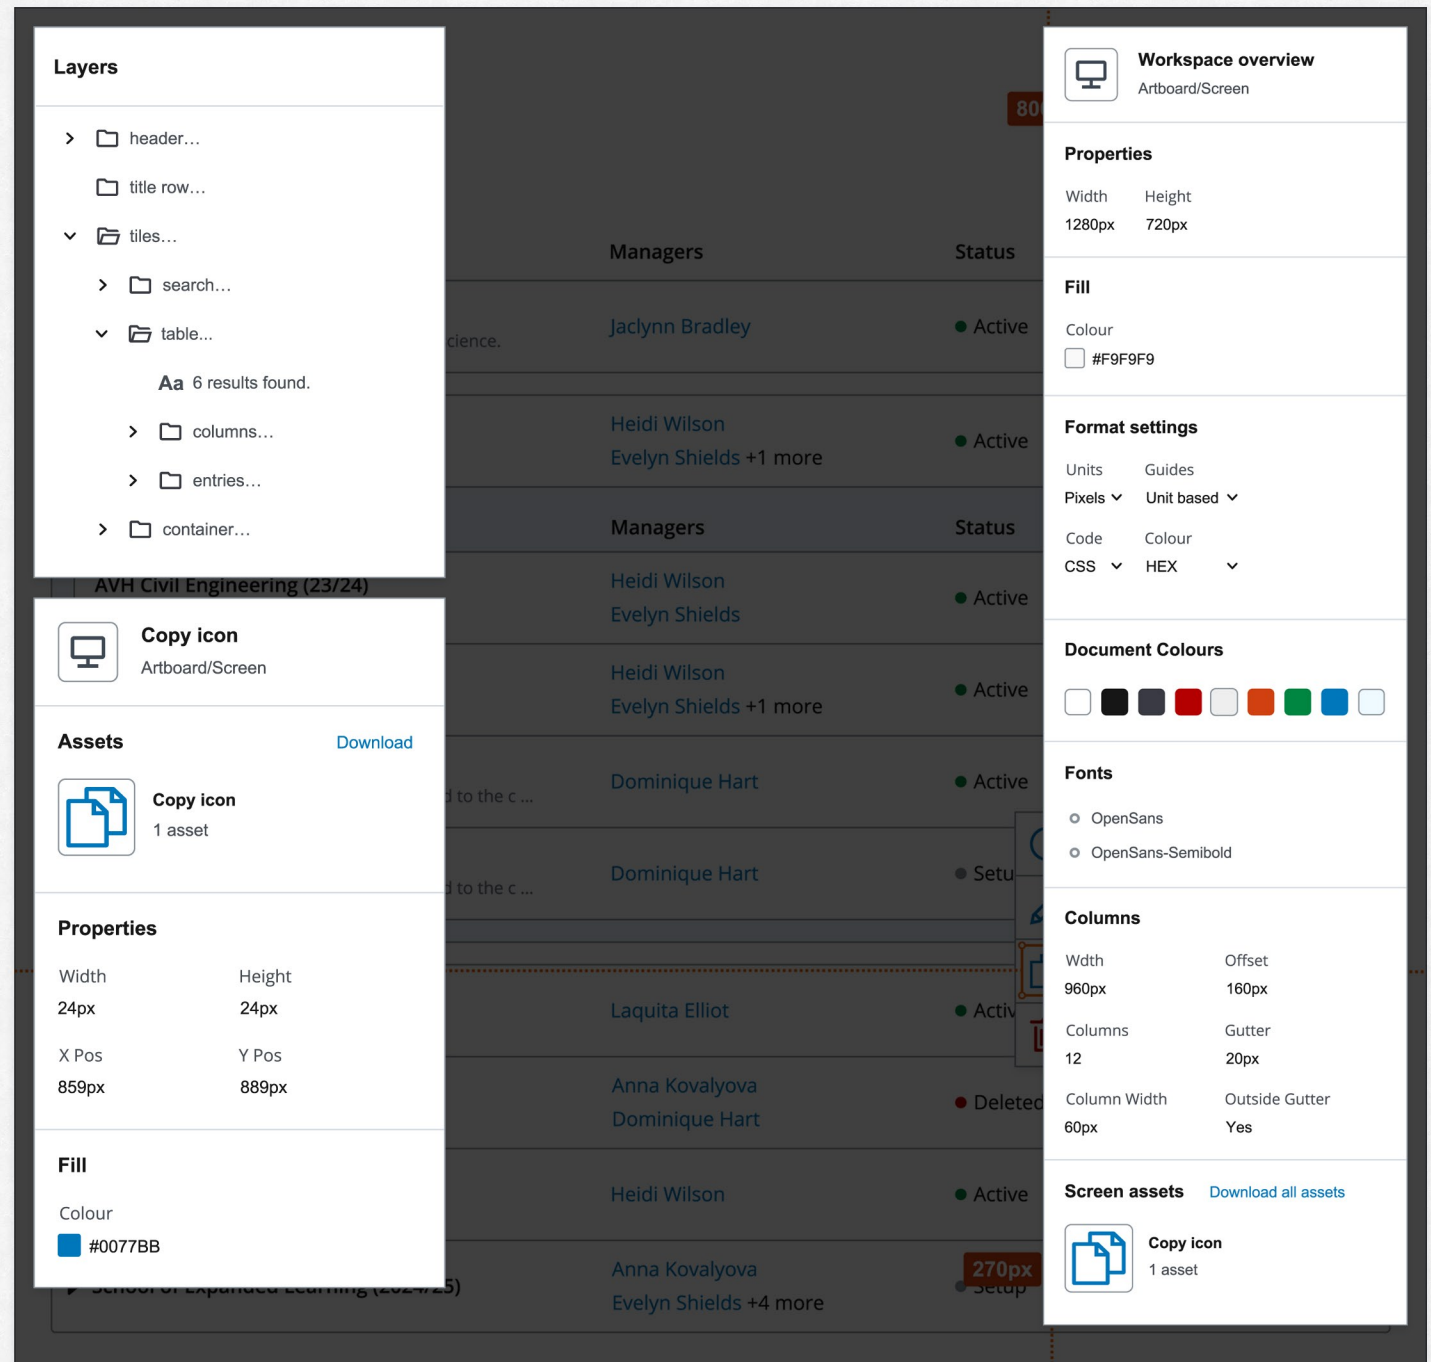 Layers
header…
title row…
tiles…
search…
table...
Aa 6 results found.
columns…
entries…
container…
Copy icon
Artboard/Screen
Assets Download
Copy icon
1 asset
Properties
Width Height
24px 24px
X Pos Y Pos
859px 889px
Fill
Colour
#0077BB
Managers Status
cience. Jaclynn Bradley Active
Heidi Wilson
Evelyn Shields +1 more Active
Managers Status
AVH Civil Engineering (23/24) Heidi Wilson
Evelyn Shields Active
Heidi Wilson
Evelyn Shields +1 more Active
d to the c ... Dominique Hart Active
d to the c ... Dominique Hart Setu
Laquita Elliot Activ
Anna Kovalyova
Dominique Hart Deleted
Heidi Wilson Active
School of Expanded Learning (2024/25) Anna Kovalyova
Evelyn Shields +4 more Setup
270px
80
Workspace overview
Artboard/Screen
Properties
Width Height
1280px 720px
Fill
Colour
#F9F9F9
Format settings
Units Guides
Pixels Unit based
Code Colour
CSS HEX
Document Colours
Fonts
OpenSans
OpenSans-Semibold
Columns
Wdth Offset
960px 160px
Columns Gutter
12 20px
Column Width Outside Gutter
60px Yes
Screen assets Download all assets
Copy icon
1 asset